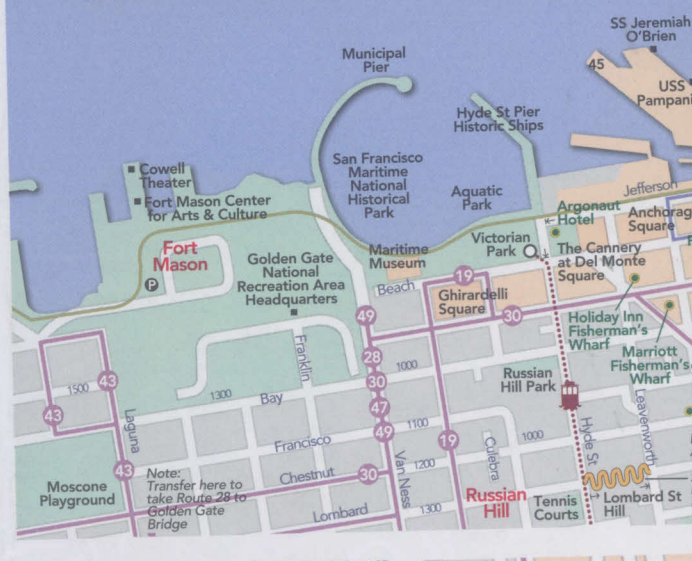 SS Jeremiah
O'Brien
45
USS
Pampani
Municipal
Pier
Hyde St Pier
Historic Ships
San Francisco
Maritime
National
Historical
Park
Cowell
Theater
Fort Mason Center
for Arts & Culture
Aquatic
Park
Jefferson
Argonaut
Hotel
Anchorag
Square
Fort
Mason
P
Golden Gate
National
Recreation Area
Headquarters
Maritime
Museum
Victorian
Park
The Cannery
at Del Monte
Square
Beach
19
Ghirardelli
Square
30
49
Holiday Inn
Fisherman's
Wharf
Marriott
Fisherman's
Wharf
Franklin
28
1000
30
47
49
Russian
Hill Park
43
1500
43
1300
Bay
Laguna
Francisco
1100
19
1000
Culebra
Hyde St
Leavenworth
43
Chestnut
30
1200
Van Ness
Moscone
Playground
Note:
Transfer here to
take Route 28 to
Golden Gate
Bridge
Lombard
1300
Russian
Hill
Tennis
Courts
Lombard St
Hill